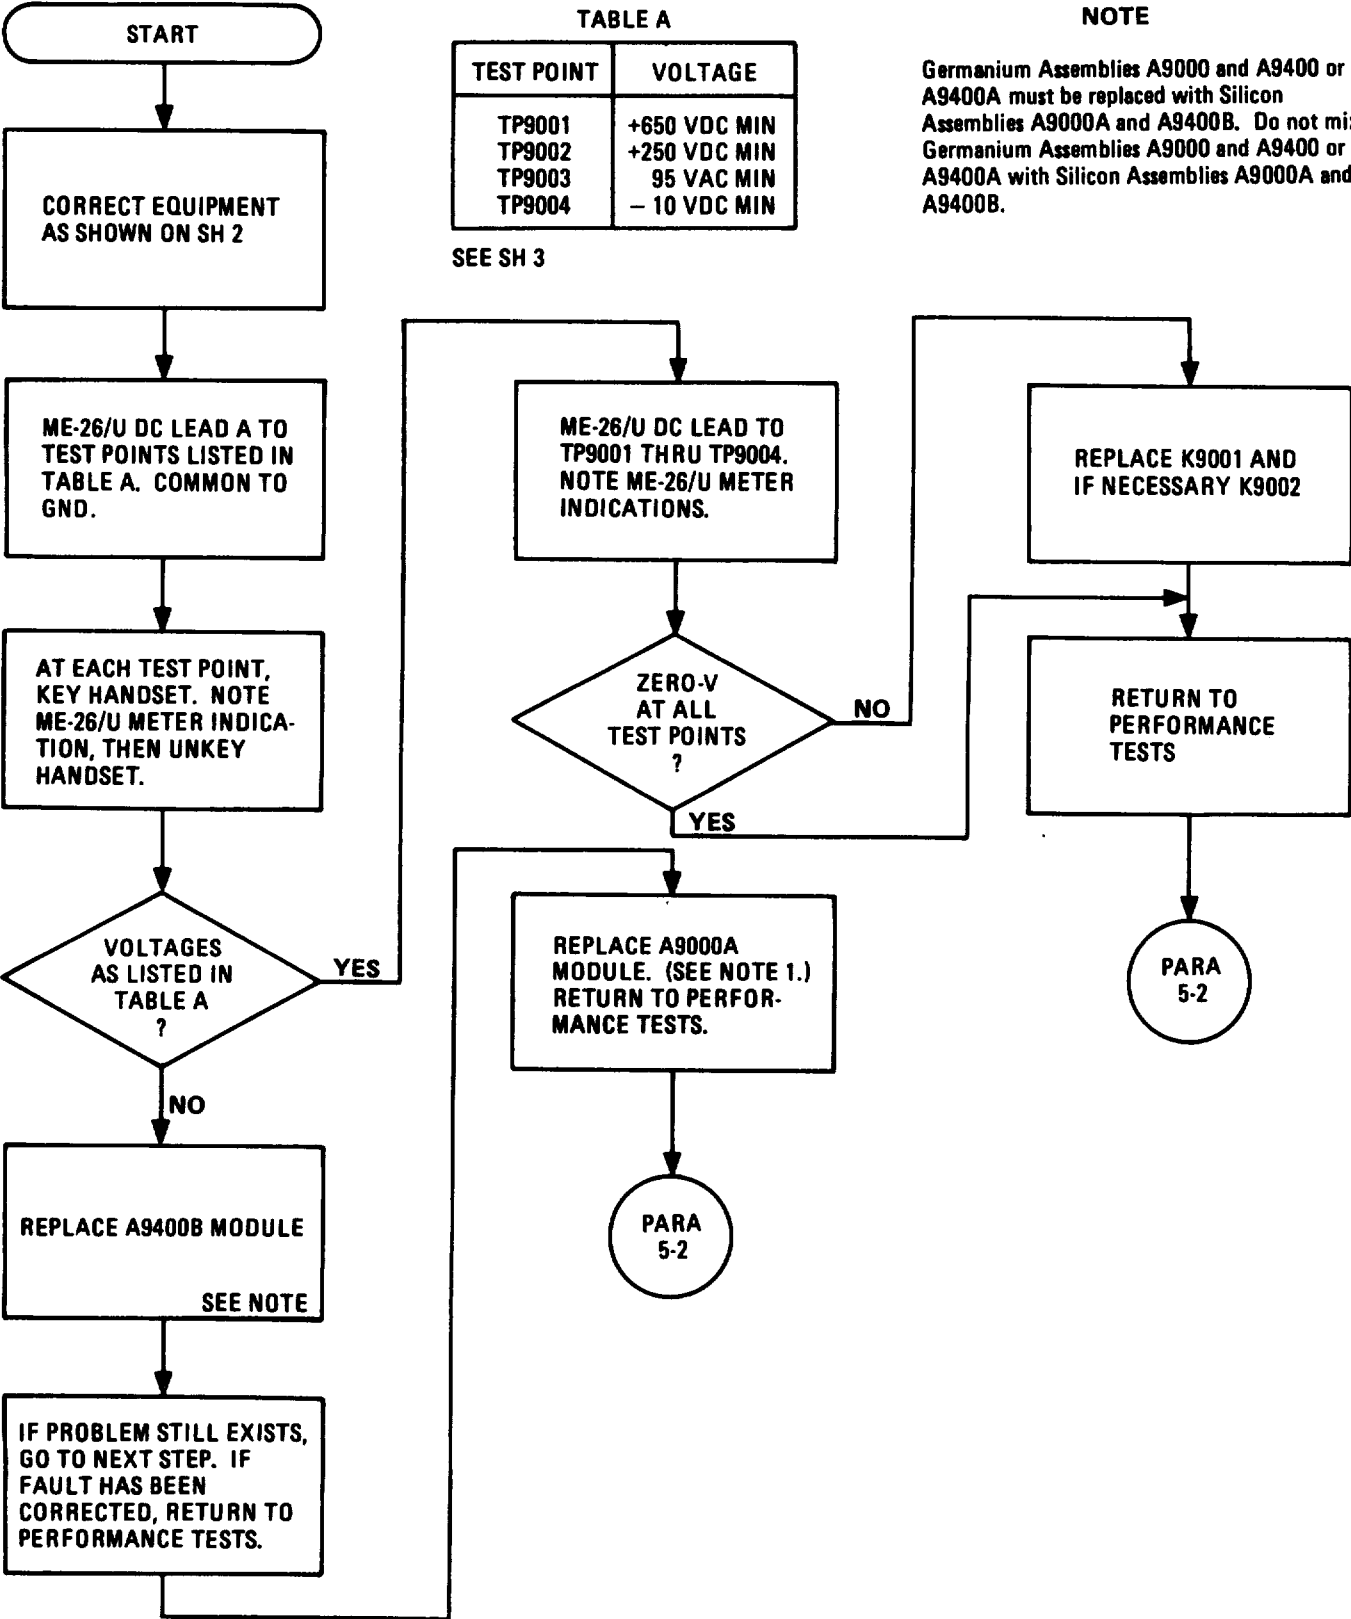 START
CORRECT EQUIPMENT
AS SHOWN ON SH 2
ME-26/U DC LEAD A TO
TEST POINTS LISTED IN
TABLE A. COMMON TO
GND.
AT EACH TEST POINT,
KEY HANDSET. NOTE
ME-26/U METER INDICA-
TION, THEN UNKEY
HANDSET.
VOLTAGES
AS LISTED IN
TABLE A
?
YES
NO
REPLACE A9400B MODULE
SEE NOTE
IF PROBLEM STILL EXISTS,
GO TO NEXT STEP. IF
FAULT HAS BEEN
CORRECTED, RETURN TO
PERFORMANCE TESTS.
TABLE A
TEST POINT VOLTAGE
TP9001 +650 VDC MIN
TP9002 +250 VDC MIN
TP9003 95 VAC MIN
TP9004 – 10 VDC MIN
SEE SH 3
ME-26/U DC LEAD TO
TP9001 THRU TP9004.
NOTE ME-26/U METER
INDICATIONS.
ZERO-V
AT ALL
TEST POINTS
?
NO
YES
REPLACE A9000A
MODULE. (SEE NOTE 1.)
RETURN TO PERFOR-
MANCE TESTS.
PARA
5-2
NOTE
Germanium Assemblies A9000 and A9400 or
A9400A must be replaced with Silicon
Assemblies A9000A and A9400B. Do not
Germanium Assemblies A9000 and A9400 or
A9400A with Silicon Assemblies A9000A and
A9400B.
REPLACE K9001 AND
IF NECESSARY K9002
RETURN TO
PERFORMANCE
TESTS
PARA
5-2